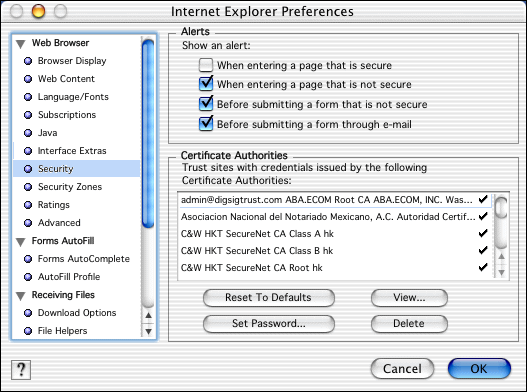 Internet Explorer Preferences
Web Browser
Browser Display
Web Content
Language/Fonts
Subscriptions
Java
Interface Extras
Security
Security Zones
Ratings
Advanced
Forms AutoFill
Forms AutoComplete
AutoFill Profile
Receiving Files
Download Options
File Helpers
Alerts
Show an alert:
When entering a page that is secure
When entering a page that is not secure
Before submitting a form that is not secure
Before submitting a form through e-mail
Certificate Authorities
Trust sites with credentials issued by the following
Certificate Authorities:
admin@digsigtrust.com ABA.ECOM Root CA ABA.ECOM, INC. Was...
Asociacion Nacional del Notariado Mexicano, A.C. Autoridad Certif...
C&W HKT SecureNet CA Class A hk
C&W HKT SecureNet CA Class B hk
C&W HKT SecureNet CA Root hk
Reset To Defaults
View...
Set Password...
Delete
?
Cancel
OK